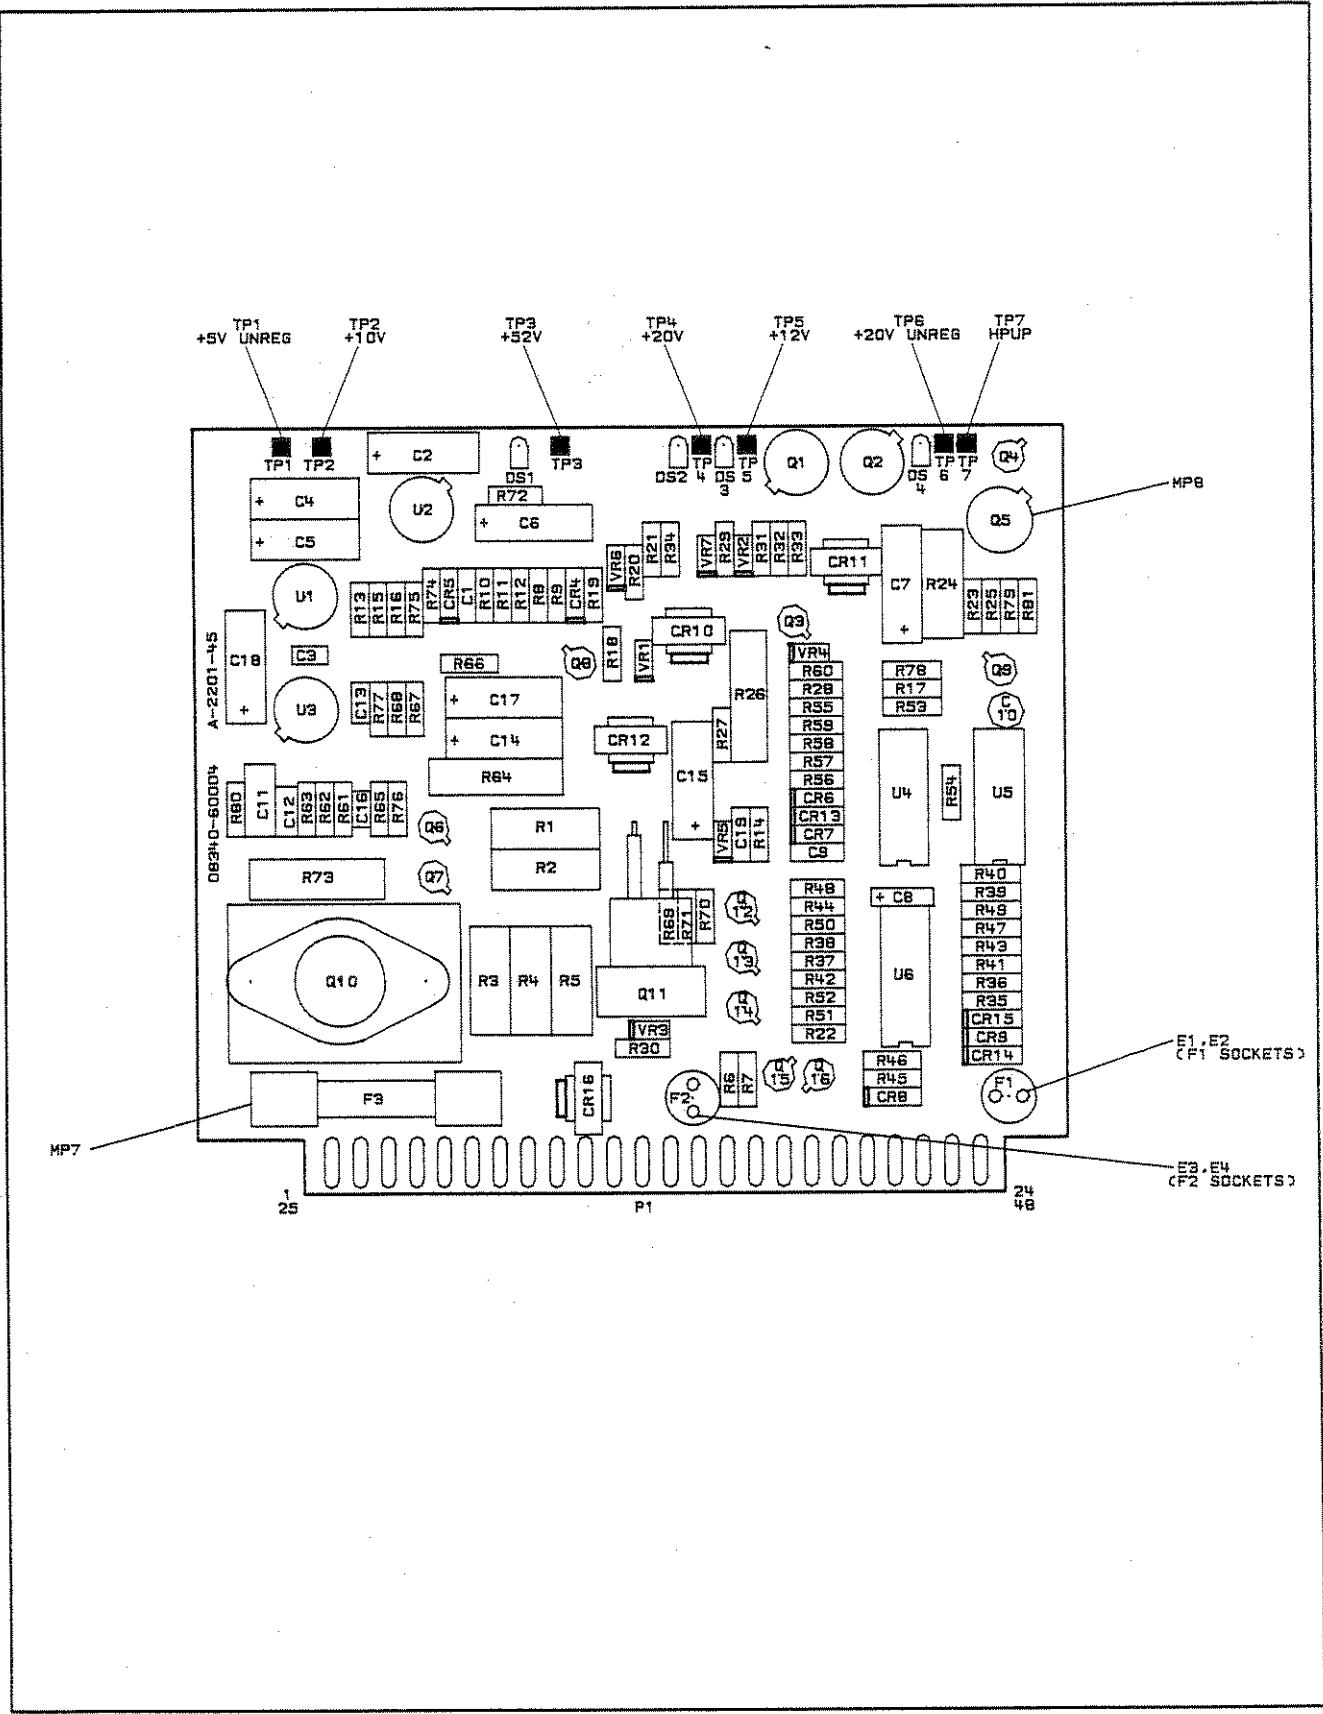 TP1
+5V UNREG
TP2
+10V
TP3
+52V
TP4
+20V
TP5
+12V
TP6
+20V UNREG
TP7
HPUP
TP1
TP2
C2
DS1
TP3
DS2
TP
4
DS
3
TP
5
Q1
Q2
DS
4
TP
6
TP
7
Q4
MP8
C4
U2
R72
C6
Q5
C5
VR6
R20
R21
R34
VR7
R29
VR2
R31
R32
R33
CR11
C7
R24
U1
R13
R15
R16
R75
R74
CR5
C1
R10
R11
R12
R8
R9
CR4
R19
R23
R25
R79
R81
A-2201-45
C18
C3
R66
Q8
R18
VR1
CR10
Q3
VR4
R60
R28
R55
R59
R58
R57
R56
CR6
CR13
CR7
C9
R78
R17
R53
Q9
C
10
U3
C13
R77
R68
R67
C17
C14
R64
CR12
R26
R27
C15
U4
R54
U5
08340-60004
R80
C11
C12
R63
R62
R61
C16
R65
R76
Q6
R1
VR5
C19
R14
R73
Q7
R2
R40
R39
R49
R47
R43
R41
R36
R35
CR15
CR9
CR14
R48
R44
R50
R38
R37
R42
R52
R51
R22
+ C8
U6
R69
R71
R70
Q
12
Q
13
Q
14
Q10
R3
R4
R5
Q11
VR3
R30
E1,E2
(F1 SOCKETS)
F3
CR16
F2
R6
R7
Q
15
Q
16
R46
R45
CR8
F1
MP7
E3,E4
(F2 SOCKETS)
1
25
P1
24
48